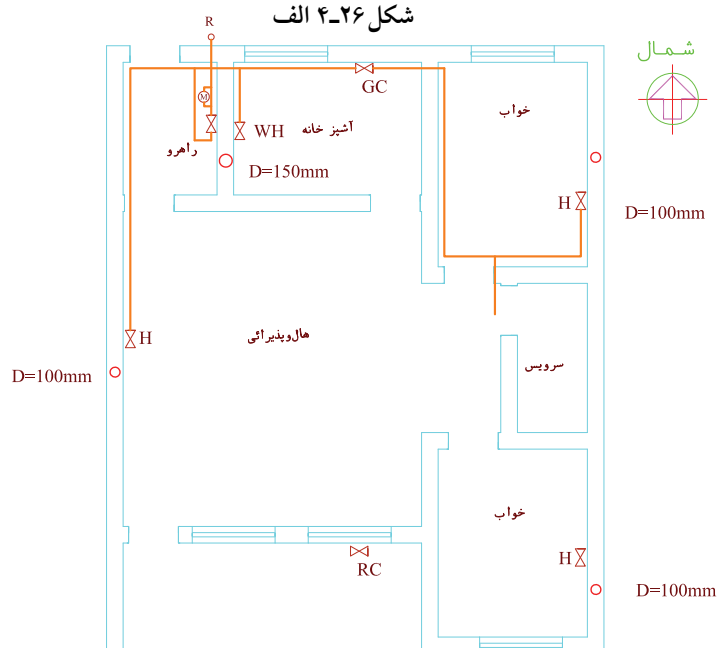 شکل ۲۶ـ۴ الف
R
شمال
GC
خواب
M
WH
آشپز خانه
راهرو
D=150mm
H
D=100mm
هال‌وپذیرائی
H
سرویس
D=100mm
خواب
H
RC
D=100mm